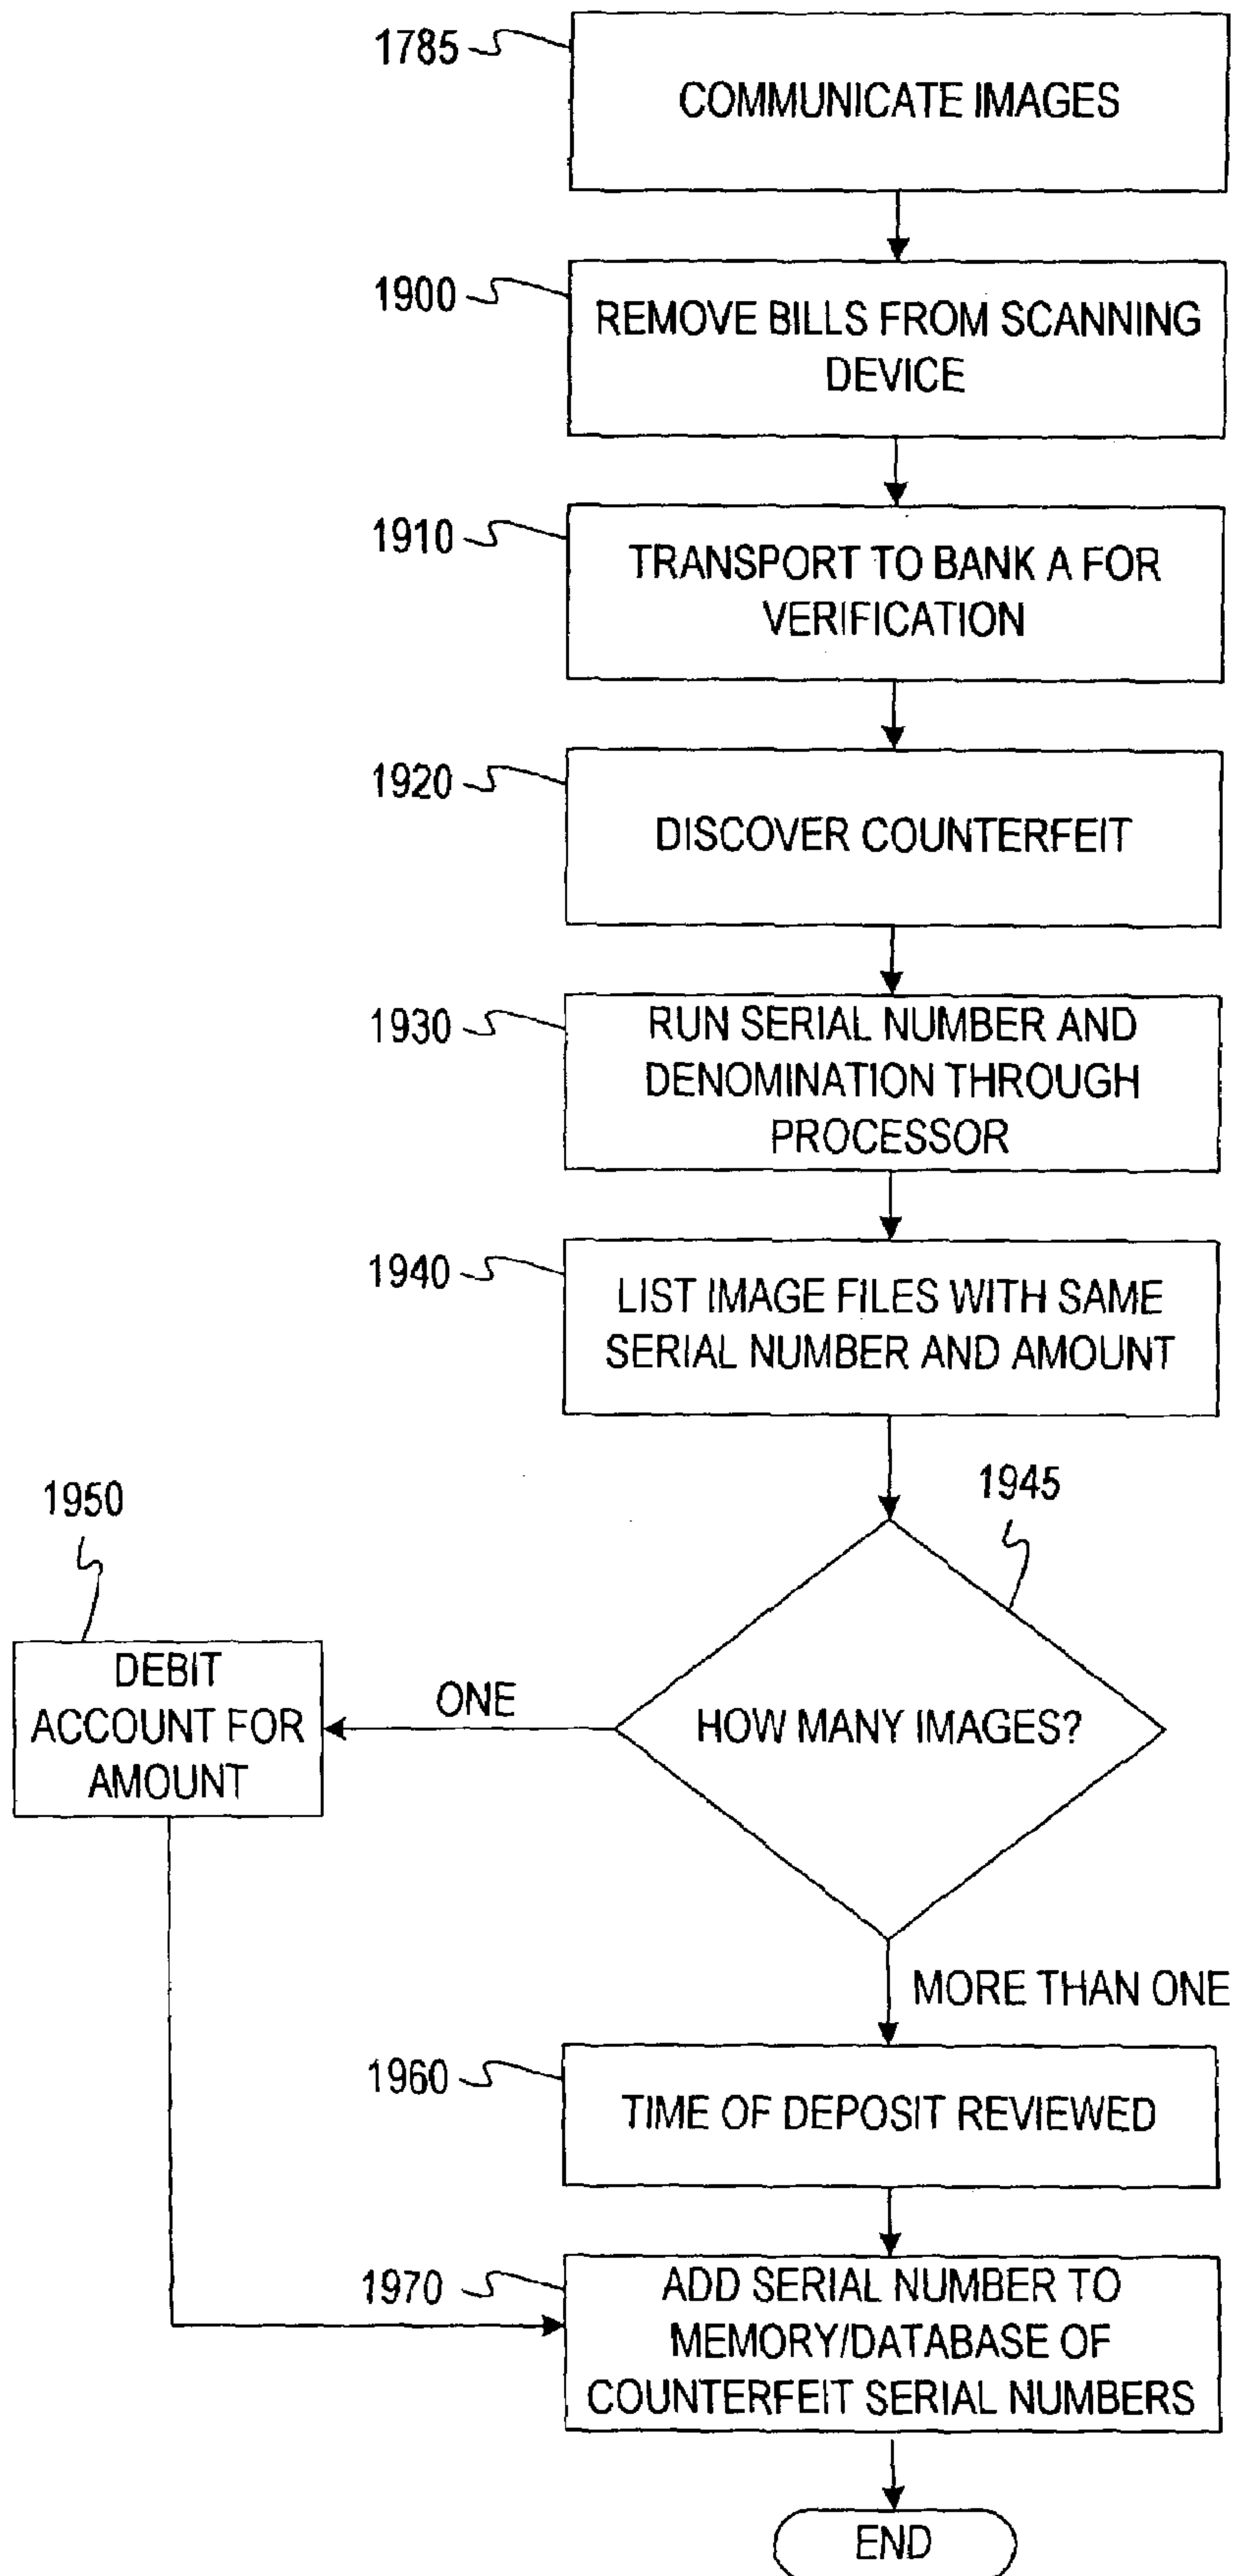 1785
COMMUNICATE IMAGES
1900
REMOVE BILLS FROM SCANNING
DEVICE
1910
TRANSPORT TO BANK A FOR
VERIFICATION
1920
DISCOVER COUNTERFEIT
1930
RUN SERIAL NUMBER AND
DENOMINATION THROUGH
PROCESSOR
1940
LIST IMAGE FILES WITH SAME
SERIAL NUMBER AND AMOUNT
1945
HOW MANY IMAGES?
ONE
1950
DEBIT
ACCOUNT FOR
AMOUNT
MORE THAN ONE
1960
TIME OF DEPOSIT REVIEWED
1970
ADD SERIAL NUMBER TO
MEMORY/DATABASE OF
COUNTERFEIT SERIAL NUMBERS
END